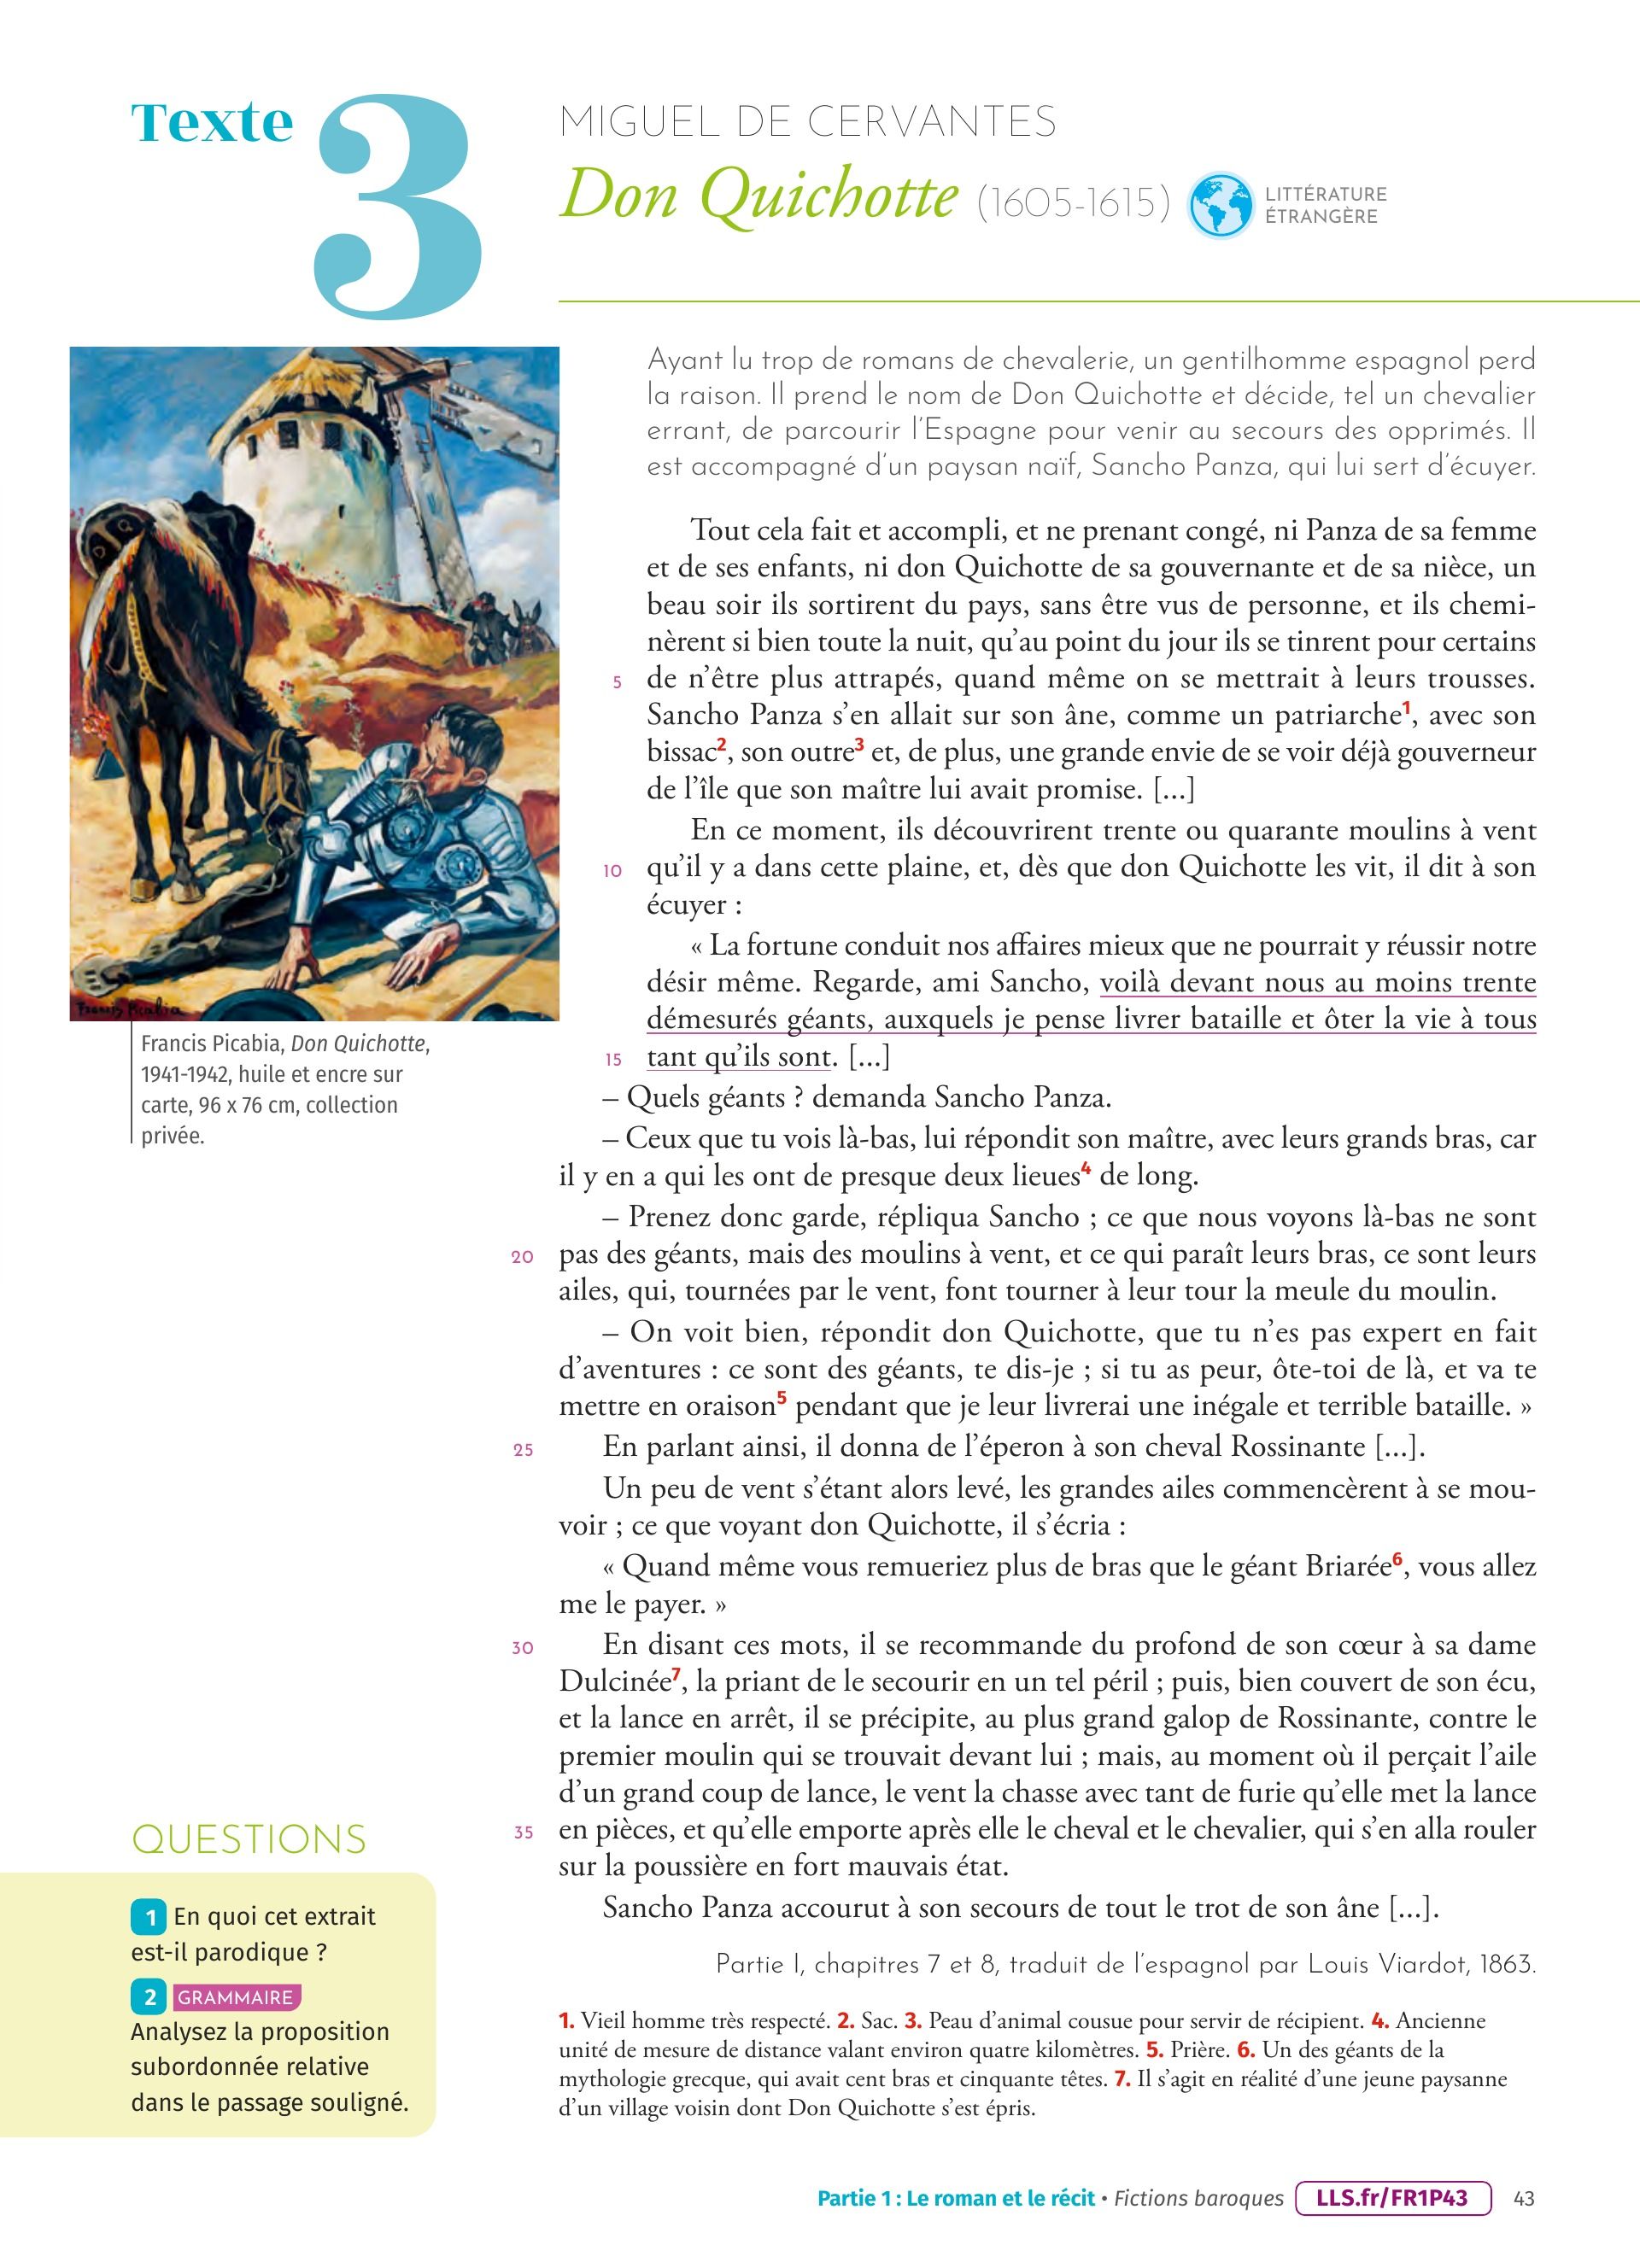 Texte 3
MIGUEL DE CERVANTES
Don Quichotte (1605-1615)
LITTÉRATURE
ÉTRANGÈRE
Ayant lu trop de romans de chevalerie, un gentilhomme espagnol perd
la raison. Il prend le nom de Don Quichotte et décide, tel un chevalier
errant, de parcourir l'Espagne pour venir au secours des opprimés. Il
est accompagné d'un paysan naïf, Sancho Panza, qui lui sert d'écuyer.
Tout cela fait et accompli, et ne prenant congé, ni Panza de sa femme
et de ses enfants, ni don Quichotte de sa gouvernante et de sa nièce, un
beau soir ils sortirent du pays, sans être vus de personne, et ils chemi-
nèrent si bien toute la nuit, qu'au point du jour ils se tinrent pour certains
5 de n'être plus attrapés, quand même on se mettrait à leurs trousses.
Sancho Panza s'en allait sur son âne, comme un patriarche1, avec son
bissac2, son outre3 et, de plus, une grande envie de se voir déjà gouverneur
de l'île que son maître lui avait promise. [...]
En ce moment, ils découvrirent trente ou quarante moulins à vent
10 qu'il y a dans cette plaine, et, dès que don Quichotte les vit, il dit à son
écuyer :
« La fortune conduit nos affaires mieux que ne pourrait y réussir notre
désir même. Regarde, ami Sancho, voilà devant nous au moins trente
démesurés géants, auxquels je pense livrer bataille et ôter la vie à tous
15 tant qu'ils sont. [...]
– Quels géants ? demanda Sancho Panza.
– Ceux que tu vois là-bas, lui répondit son maître, avec leurs grands bras, car
il y en a qui les ont de presque deux lieues4 de long.
– Prenez donc garde, répliqua Sancho ; ce que nous voyons là-bas ne sont
20 pas des géants, mais des moulins à vent, et ce qui paraît leurs bras, ce sont leurs
ailes, qui, tournées par le vent, font tourner à leur tour la meule du moulin.
– On voit bien, répondit don Quichotte, que tu n'es pas expert en fait
d'aventures : ce sont des géants, te dis-je ; si tu as peur, ôte-toi de là, et va te
mettre en oraison5 pendant que je leur livrerai une inégale et terrible bataille. »
25 En parlant ainsi, il donna de l'éperon à son cheval Rossinante [...].
Un peu de vent s'étant alors levé, les grandes ailes commencèrent à se mou-
voir ; ce que voyant don Quichotte, il s'écria :
« Quand même vous remueriez plus de bras que le géant Briarée6, vous allez
me le payer. »
30 En disant ces mots, il se recommande du profond de son cœur à sa dame
Dulcinée7, la priant de le secourir en un tel péril ; puis, bien couvert de son écu,
et la lance en arrêt, il se précipite, au plus grand galop de Rossinante, contre le
premier moulin qui se trouvait devant lui ; mais, au moment où il perçait l'aile
d'un grand coup de lance, le vent la chasse avec tant de furie qu'elle met la lance
35 en pièces, et qu'elle emporte après elle le cheval et le chevalier, qui s'en alla rouler
sur la poussière en fort mauvais état.
Sancho Panza accourut à son secours de tout le trot de son âne [...].
Partie I, chapitres 7 et 8, traduit de l'espagnol par Louis Viardot, 1863.
1. Vieil homme très respecté. 2. Sac. 3. Peau d'animal cousue pour servir de récipient. 4. Ancienne
unité de mesure de distance valant environ quatre kilomètres. 5. Prière. 6. Un des géants de la
mythologie grecque, qui avait cent bras et cinquante têtes. 7. Il s'agit en réalité d'une jeune paysanne
d'un village voisin dont Don Quichotte s'est épris.
Francis Picabia
Francis Picabia, Don Quichotte,
1941-1942, huile et encre sur
carte, 96 x 76 cm, collection
privée.
QUESTIONS
1 En quoi cet extrait
est-il parodique ?
2 GRAMMAIRE
Analysez la proposition
subordonnée relative
dans le passage souligné.
Partie 1 : Le roman et le récit • Fictions baroques LLS.fr/FR1P43 43